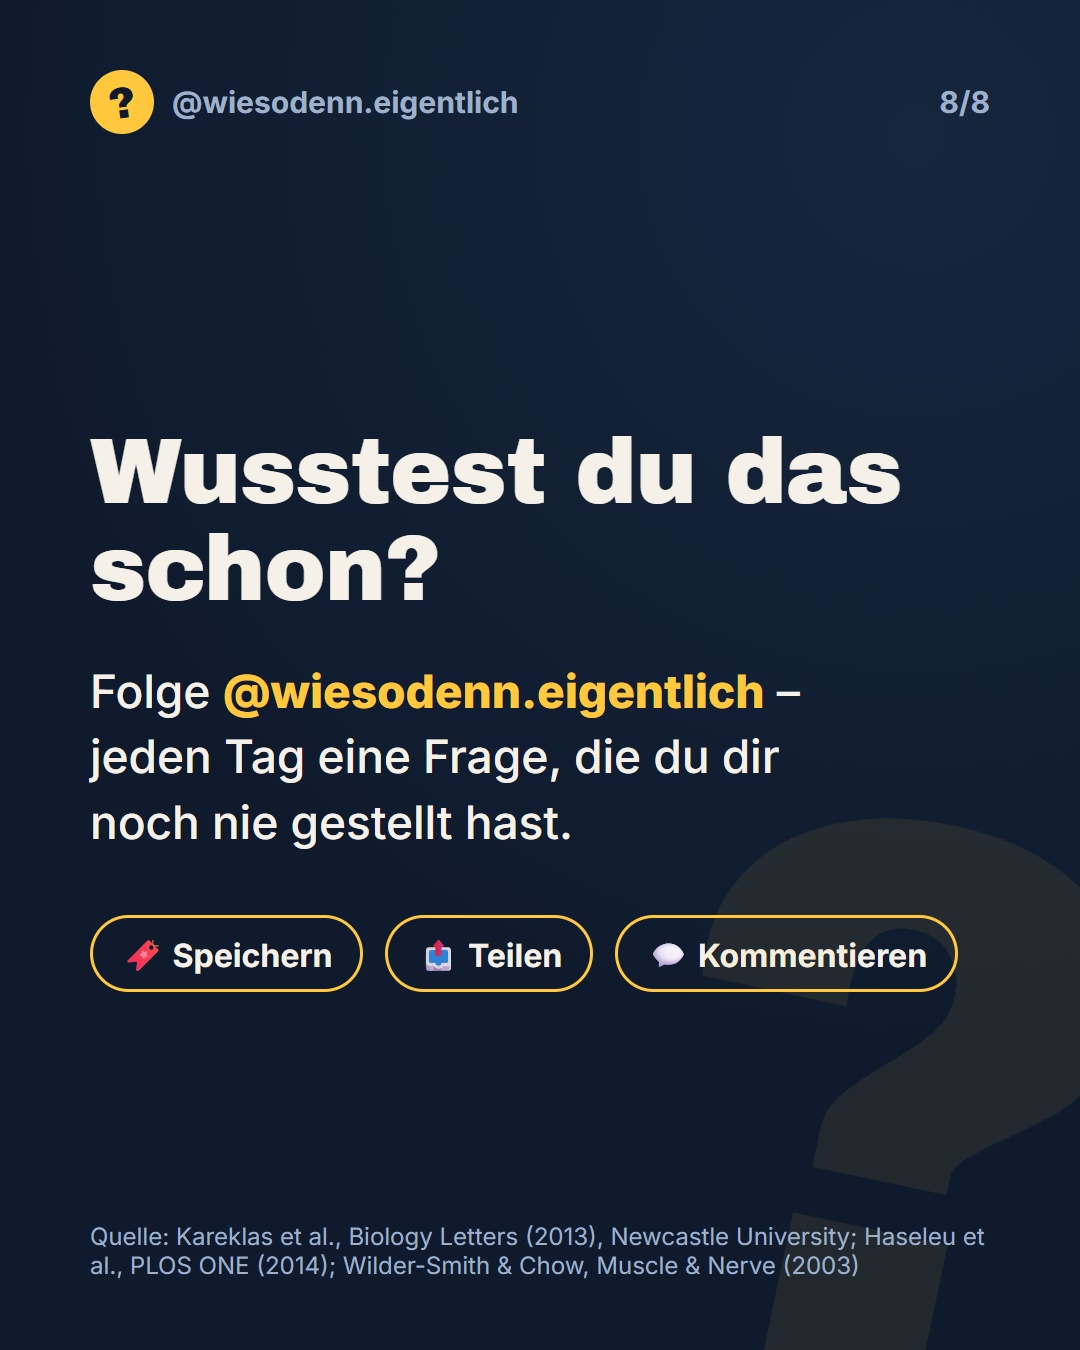 ? @wiesodenn.eigentlich 8/8
Wusstest du das
schon?
Folge @wiesodenn.eigentlich –
jeden Tag eine Frage, die du dir
noch nie gestellt hast.
Speichern Teilen Kommentieren
?
Quelle: Kareklas et al., Biology Letters (2013), Newcastle University; Haseleu et
al., PLOS ONE (2014); Wilder-Smith & Chow, Muscle & Nerve (2003)